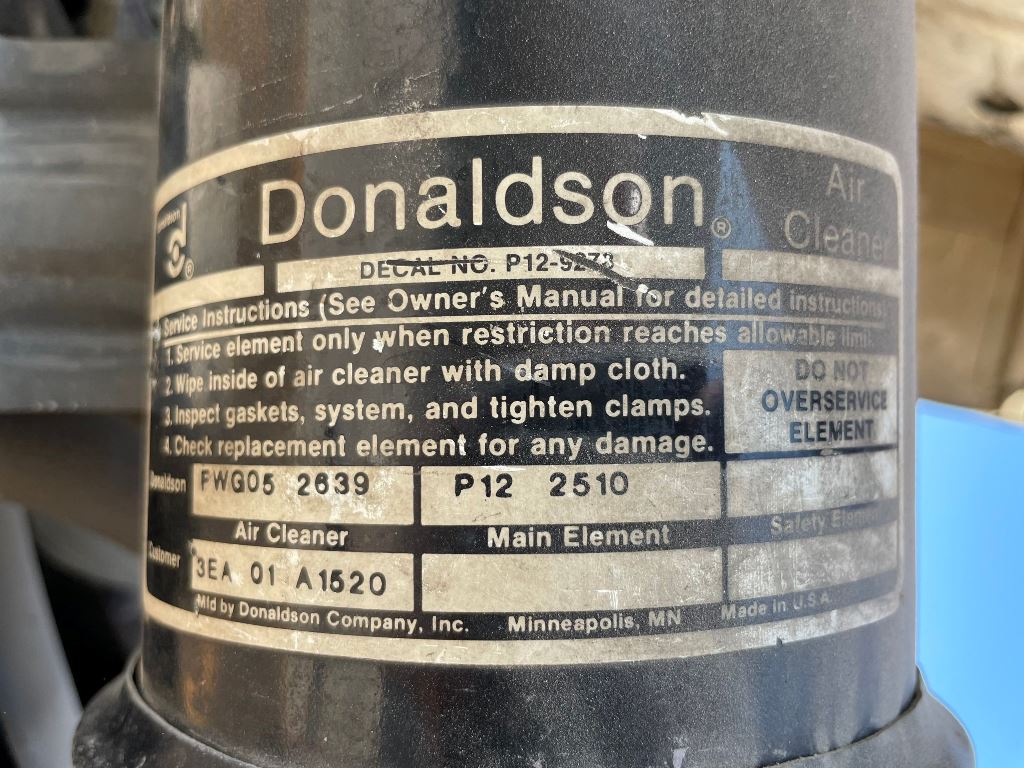 Donaldson®
Air
Cleaner
®
DECAL NO. P12-9273
Service Instructions (See Owner's Manual for detailed instructions)
1. Service element only when restriction reaches allowable limit.
2. Wipe inside of air cleaner with damp cloth.
3. Inspect gaskets, system, and tighten clamps.
4. Check replacement element for any damage.
DO NOT
OVERSERVICE
ELEMENT
Donaldson FWG05 2639 P12 2510
Air Cleaner Main Element Safety Element
Customer 3EA 01 A1520
Mfd by Donaldson Company, Inc. Minneapolis, MN Made in U.S.A.